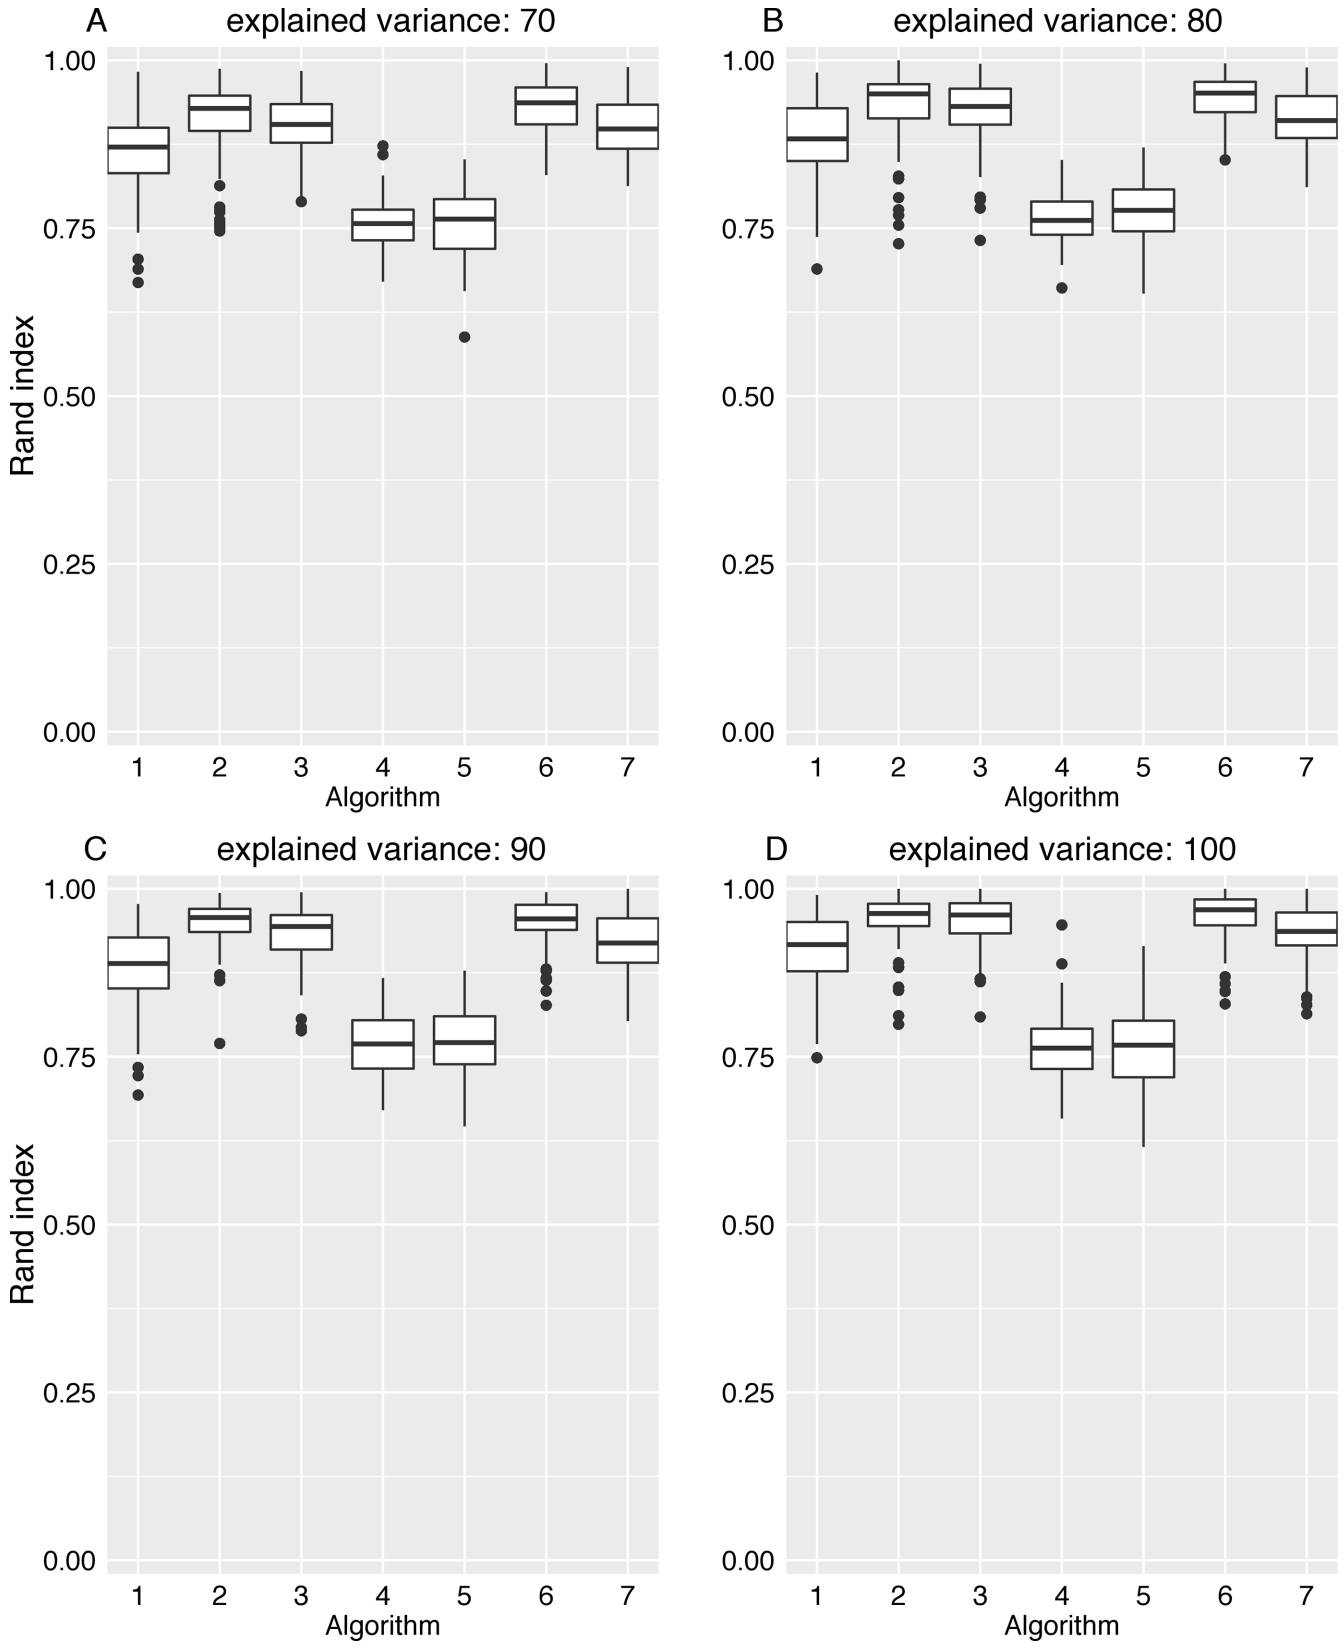 A explained variance: 70
1.00
0.75
0.50
0.25
0.00
Rand index
1 2 3 4 5 6 7
Algorithm
B explained variance: 80
1.00
0.75
0.50
0.25
0.00
1 2 3 4 5 6 7
Algorithm
C explained variance: 90
1.00
0.75
0.50
0.25
0.00
Rand index
1 2 3 4 5 6 7
Algorithm
D explained variance: 100
1.00
0.75
0.50
0.25
0.00
1 2 3 4 5 6 7
Algorithm